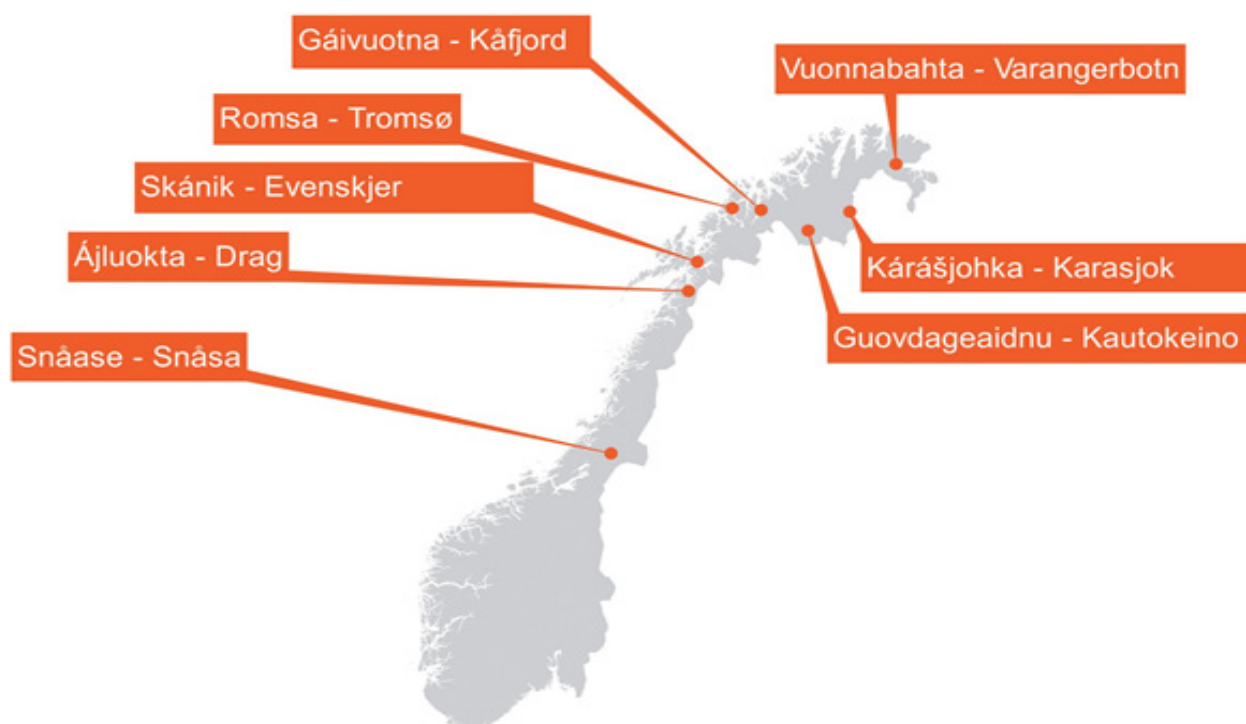 Gáivuotna - Kåfjord
Vuonnabahta - Varangerbotn
Romsa - Tromsø
Skánik - Evenskjer
Ájluokta - Drag
Kárášjohka - Karasjok
Guovdageaidnu - Kautokeino
Snåase - Snåsa